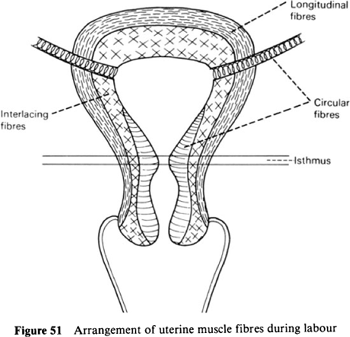 Longitudinal
fibres
Interlacing
fibres
Circular
fibres
Isthmus
Figure 51 Arrangement of uterine muscle fibres during labour